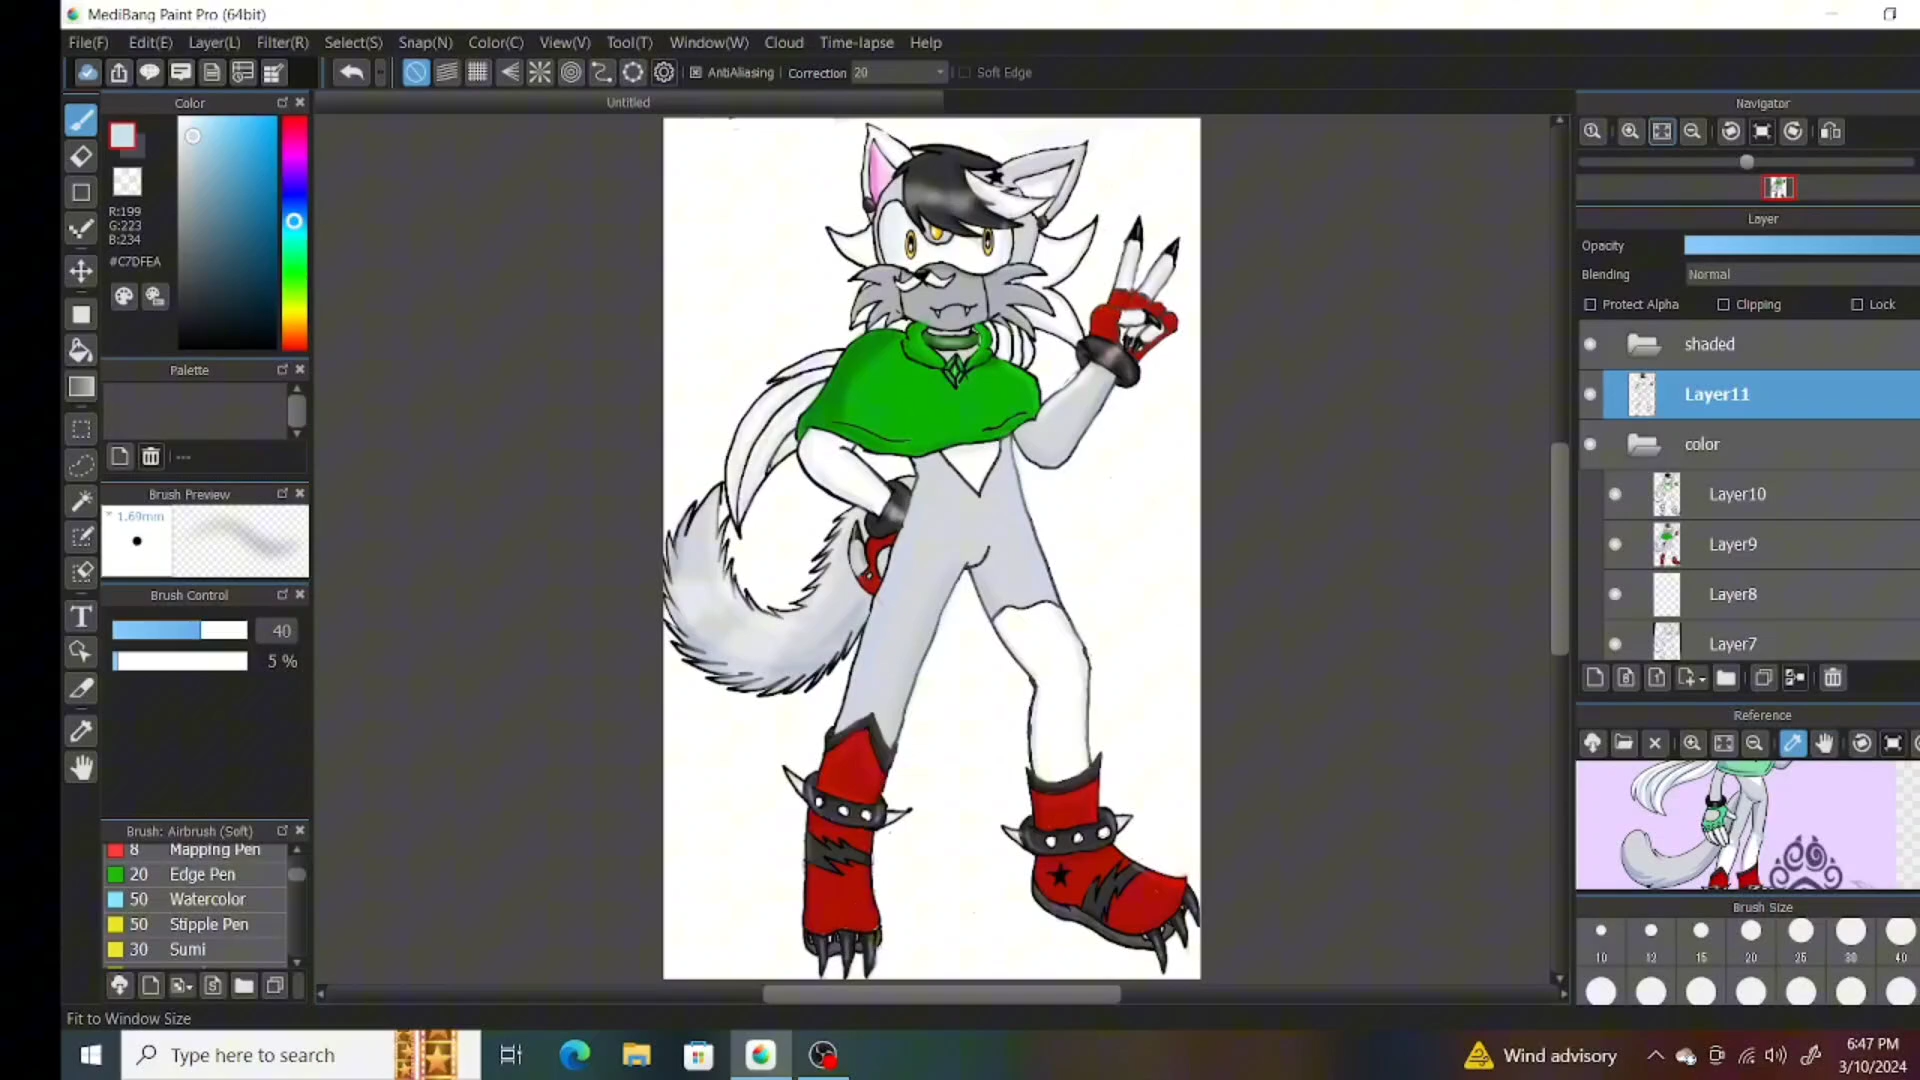 MediBang Paint Pro (64bit)
File(F) Edit(E) Layer(L) Filter(R) Select(S) Snap(N) Color(C) View(V) Tool(T) Window(W) Cloud Time-lapse Help
AntiAliasing Correction 20 Soft Edge
Color
Untitled
Navigator
R:199
G:223
B:234
#C7DFEA
Palette
---
Brush Preview
1.69mm
Brush Control
40
5 %
Brush: Airbrush (Soft)
8 Mapping Pen
20 Edge Pen
50 Watercolor
50 Stipple Pen
30 Sumi
Layer
Opacity
Blending Normal
Protect Alpha Clipping Lock
shaded
Layer11
color
Layer10
Layer9
Layer8
Layer7
Reference
Brush Size
10 12 15 20 25 30 40
Fit to Window Size
Type here to search
Wind advisory
6:47 PM
3/10/2024